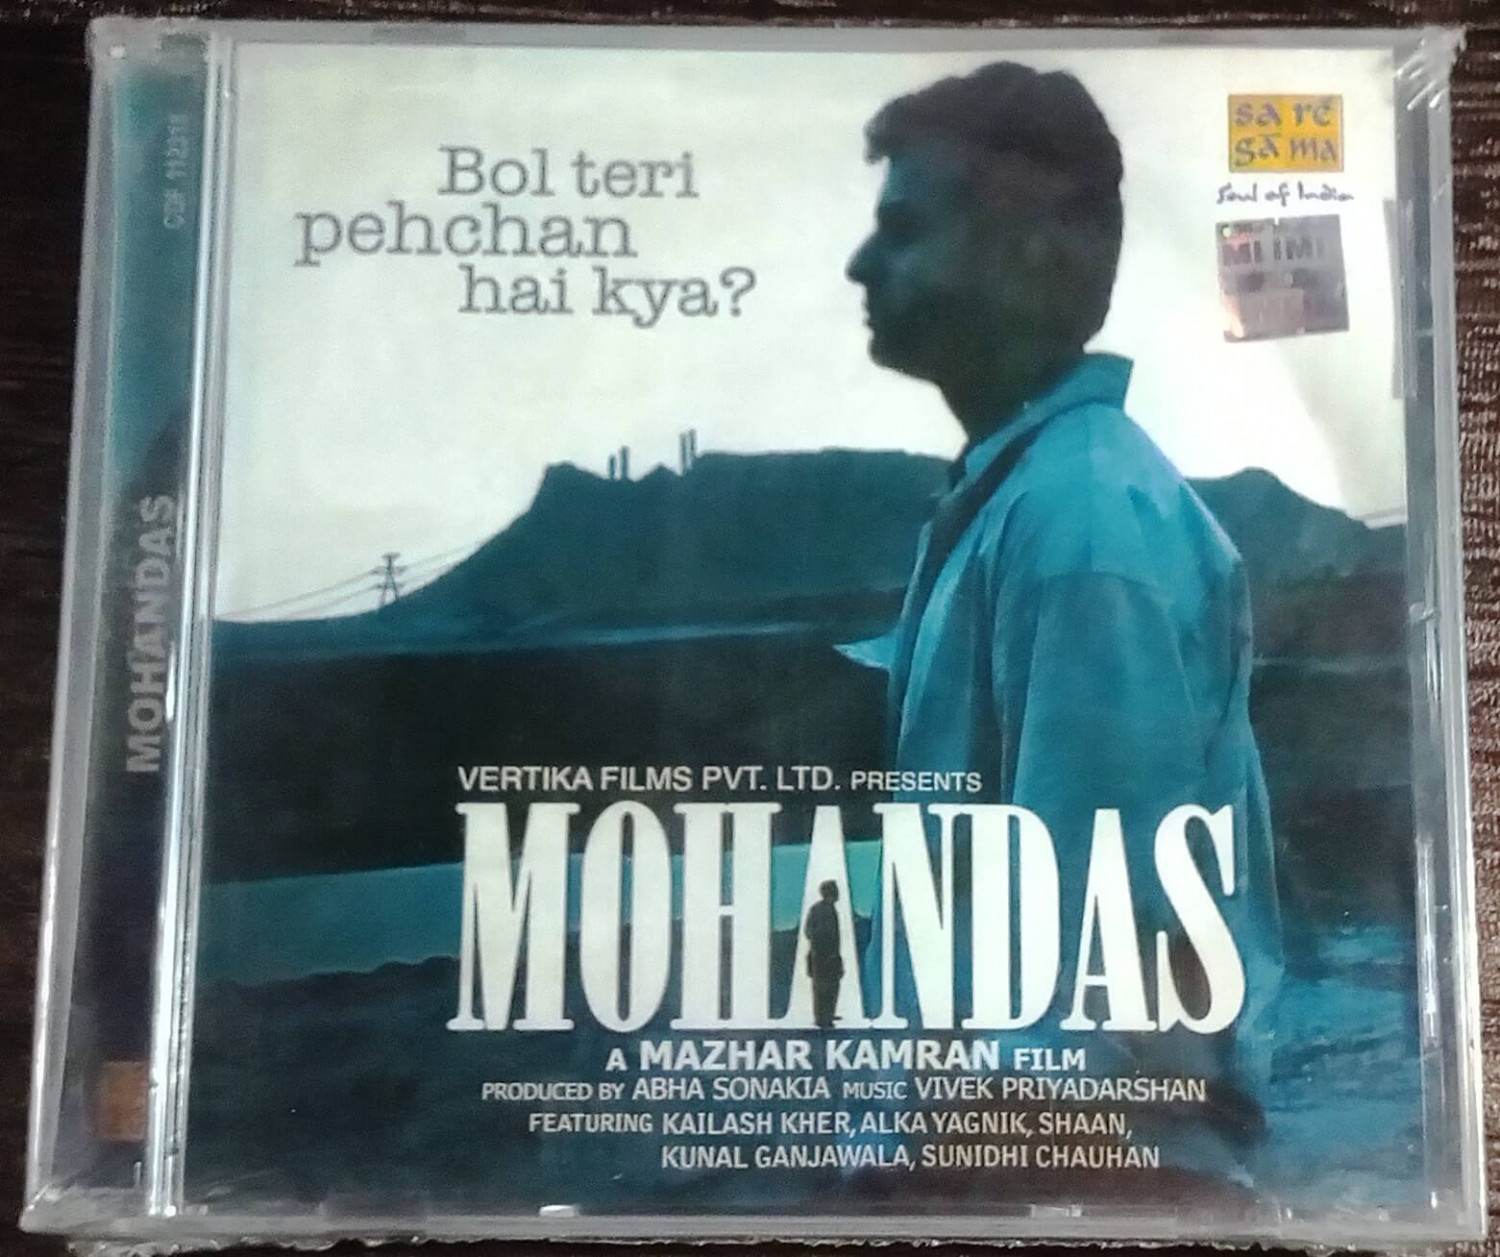 Bol teri
pehchan
hai kya?
sa re
ga ma
Soul of India
MOHANDAS
VERTIKA FILMS PVT. LTD. PRESENTS
MOHANDAS
A MAZHAR KAMRAN FILM
PRODUCED BY ABHA SONAKIA MUSIC VIVEK PRIYADARSHAN
FEATURING KAILASH KHER, ALKA YAGNIK, SHAAN,
KUNAL GANJAWALA, SUNIDHI CHAUHAN